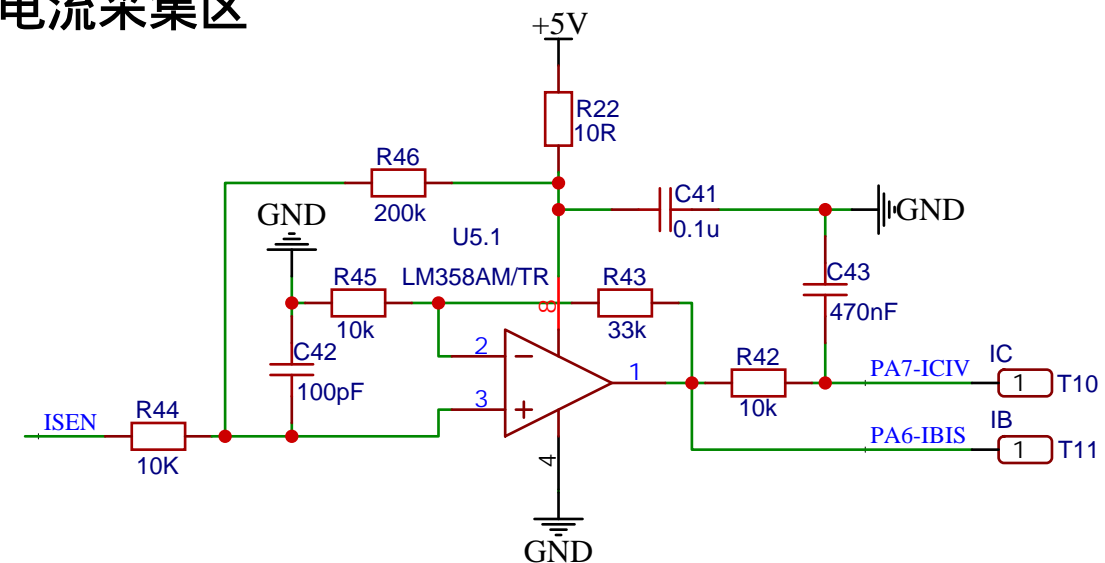 电流采集区
+5V
R22
10R
R46
200k
C41
0.1u
GND
GND
U5.1
LM358AM/TR
R45
10k
8
R43
33k
C43
470nF
C42
100pF
2
3
1
R42
10k
PA7-ICIV
IC
1
T10
ISEN
R44
10K
PA6-IBIS
IB
1
T11
4
GND